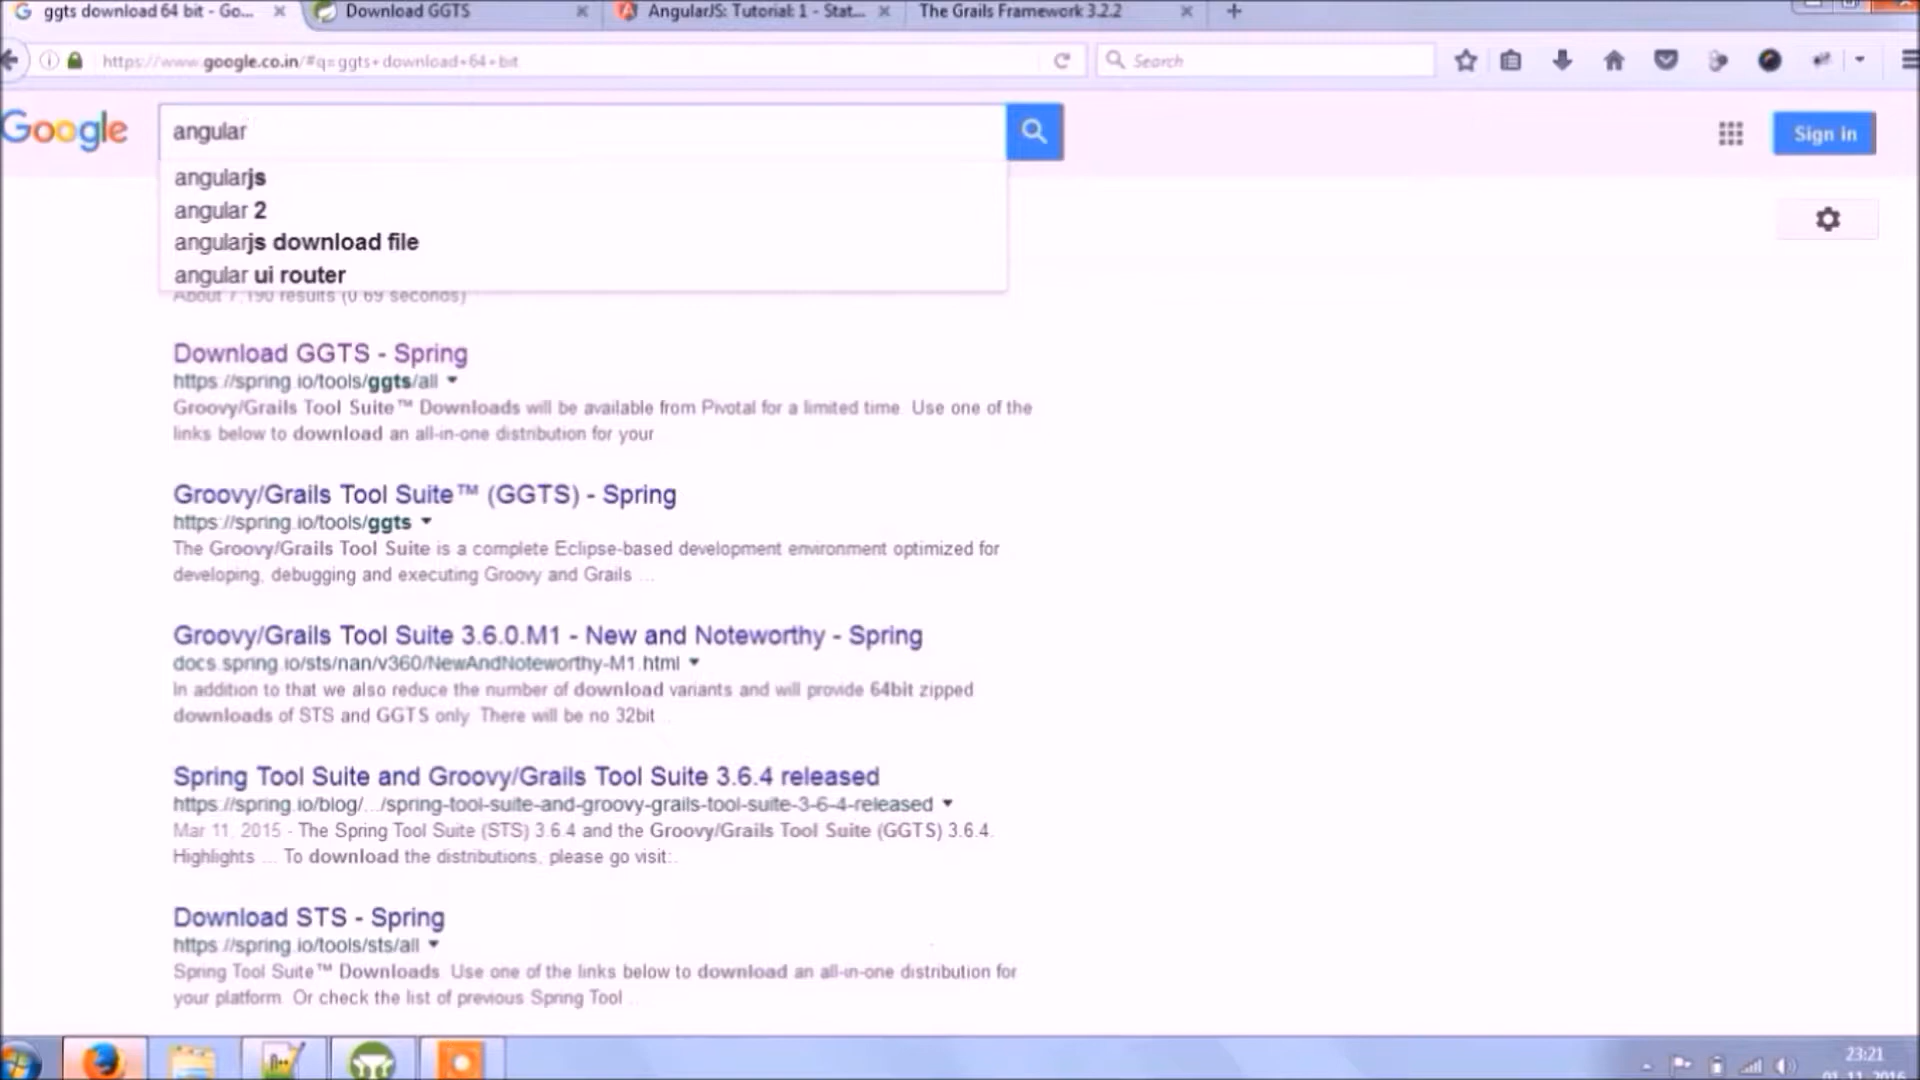 ggts download 64 bit - Go...
Download GGTS
AngularJS: Tutorial: 1 - Stat...
The Grails Framework 3.2.2
https://www.google.co.in/#q=ggts+download+64+bit
Search
Google
angular
Sign in
angularjs
angular 2
angularjs download file
angular ui router
About 7,190 results (0.69 seconds)
Download GGTS - Spring
https://spring.io/tools/ggts/all
Groovy/Grails Tool Suite™ Downloads will be available from Pivotal for a limited time. Use one of the
links below to download an all-in-one distribution for your
Groovy/Grails Tool Suite™ (GGTS) - Spring
https://spring.io/tools/ggts
The Groovy/Grails Tool Suite is a complete Eclipse-based development environment optimized for
developing, debugging and executing Groovy and Grails ...
Groovy/Grails Tool Suite 3.6.0.M1 - New and Noteworthy - Spring
docs.spring.io/sts/nan/v360/NewAndNoteworthy-M1.html
In addition to that we also reduce the number of download variants and will provide 64bit zipped
downloads of STS and GGTS only. There will be no 32bit
Spring Tool Suite and Groovy/Grails Tool Suite 3.6.4 released
https://spring.io/blog/.../spring-tool-suite-and-groovy-grails-tool-suite-3-6-4-released
Mar 11, 2015 - The Spring Tool Suite (STS) 3.6.4 and the Groovy/Grails Tool Suite (GGTS) 3.6.4.
Highlights ... To download the distributions, please go visit:.
Download STS - Spring
https://spring.io/tools/sts/all
Spring Tool Suite™ Downloads. Use one of the links below to download an all-in-one distribution for
your platform. Or check the list of previous Spring Tool ...
23:21
01-11-2016